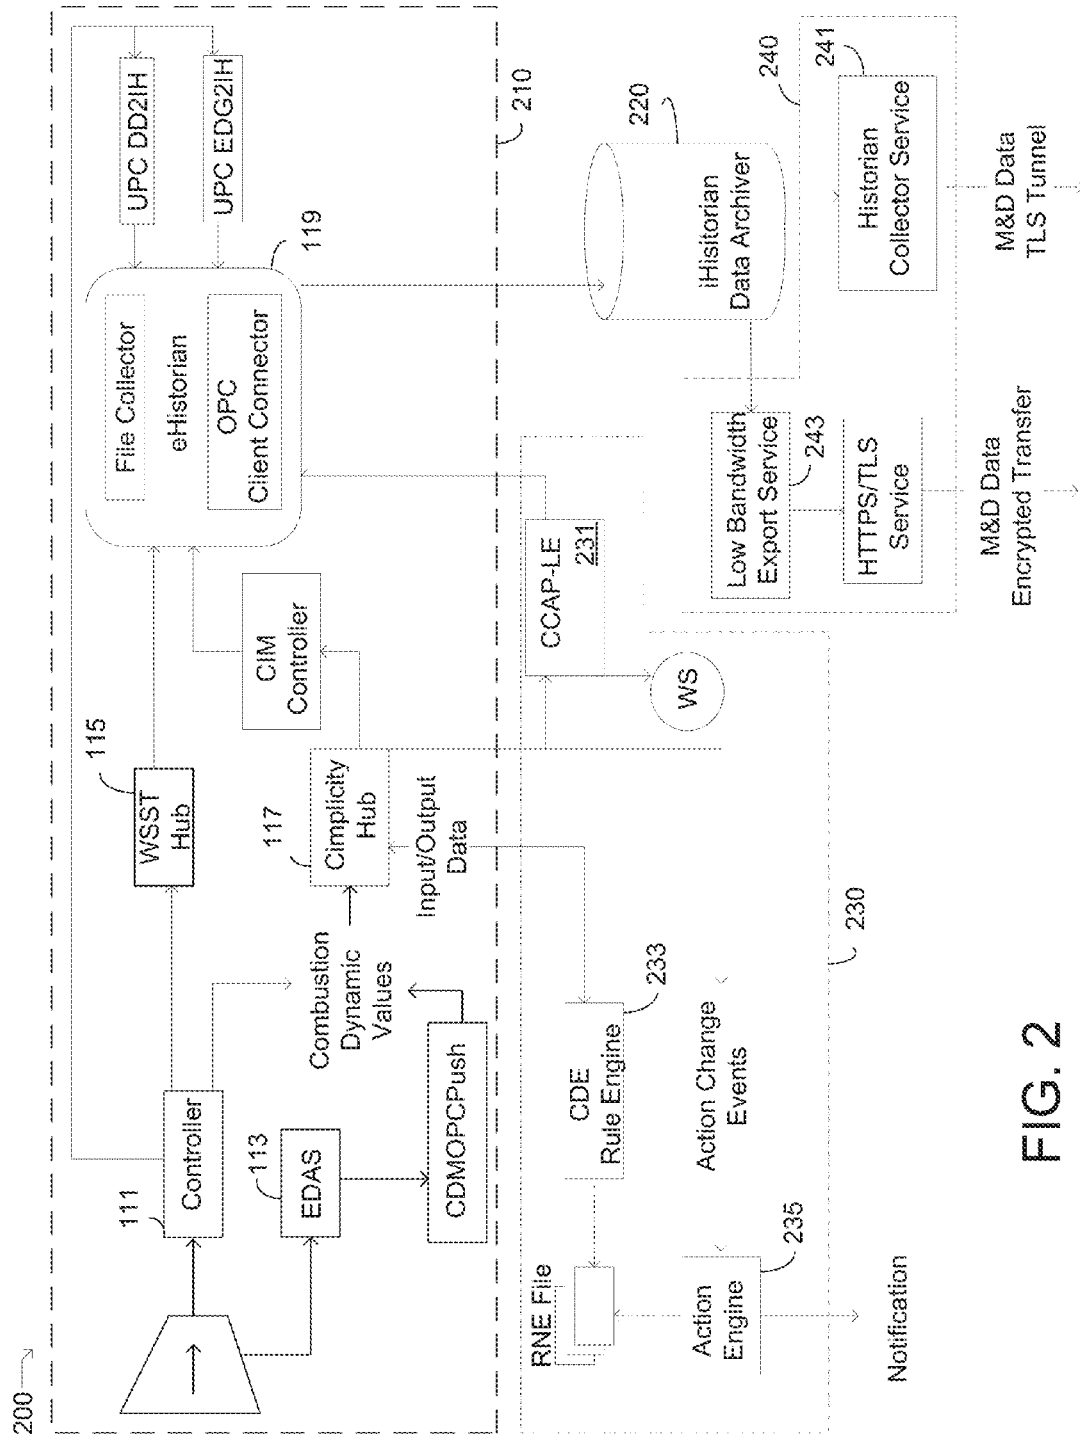 200
210
UPC DD2IH
UPC EDG2IH
119
File Collector
eHistorian
OPC
Client Connector
115
WSST
Hub
CIM
Controller
117
Cimplicity
Hub
Input/Output
Data
Combustion
Dynamic
Values
111
Controller
113
EDAS
CDMOPCPush
220
iHisitorian
Data Archiver
240
241
Historian
Collector Service
M&D Data
TLS Tunnel
Low Bandwidth
Export Service
243
HTTPS/TLS
Service
M&D Data
Encrypted Transfer
CCAP-LE
231
WS
230
CDE
Rule Engine
233
Action Change
Events
RNE File
Action
Engine
235
Notification
FIG. 2